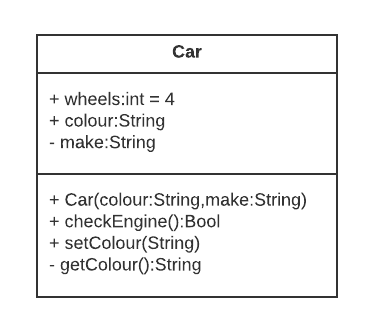 Car
+ wheels:int = 4
+ colour:String
- make:String
+ Car(colour:String,make:String)
+ checkEngine():Bool
+ setColour(String)
- getColour():String